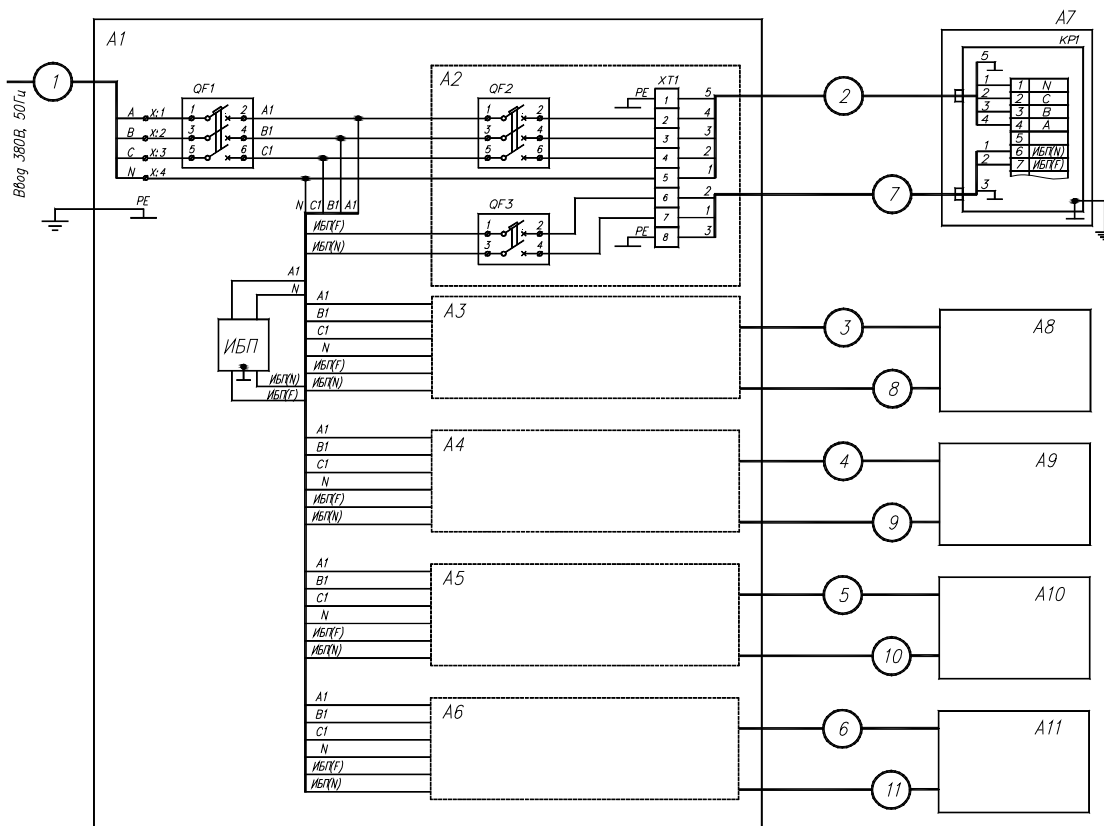 A1
1
Ввод 380В, 50Гц
A X:1
B X:2
C X:3
N X:4
PE
QF1
1 2
3 4
5 6
A1
B1
C1
N C1 B1 A1
A2
QF2
1 2
3 4
5 6
QF3
1 2
3 4
XT1
PE 1 5
2 4
3 3
4 2
5 1
6 2
7 1
PE 8 3
ИБП(F)
ИБП(N)
2
7
A7
КР1
5
1
2
3
4
1
2
3
1 N
2 C
3 B
4 A
5
6 ИБП(N)
7 ИБП(F)
A1
N
ИБП
ИБП(N)
ИБП(F)
A1
B1
C1
N
ИБП(F)
ИБП(N)
A3
3
8
A8
A1
B1
C1
N
ИБП(F)
ИБП(N)
A4
4
9
A9
A1
B1
C1
N
ИБП(F)
ИБП(N)
A5
5
10
A10
A1
B1
C1
N
ИБП(F)
ИБП(N)
A6
6
11
A11